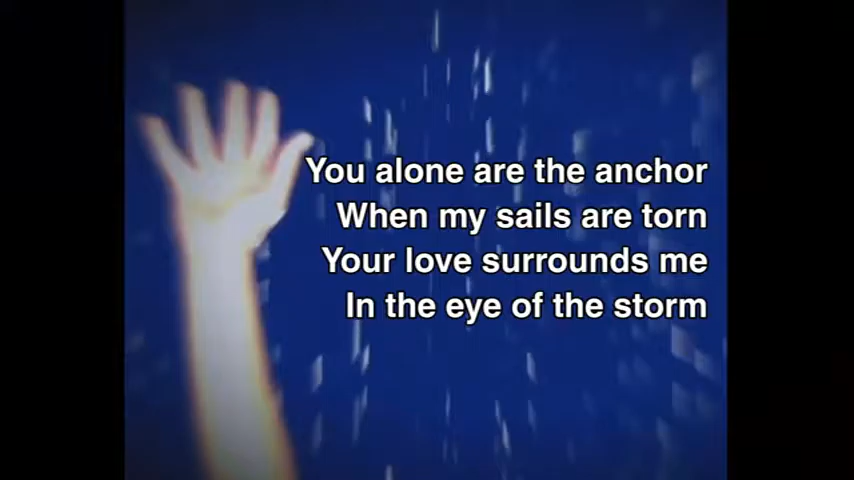 You alone are the anchor
When my sails are torn
Your love surrounds me
In the eye of the storm